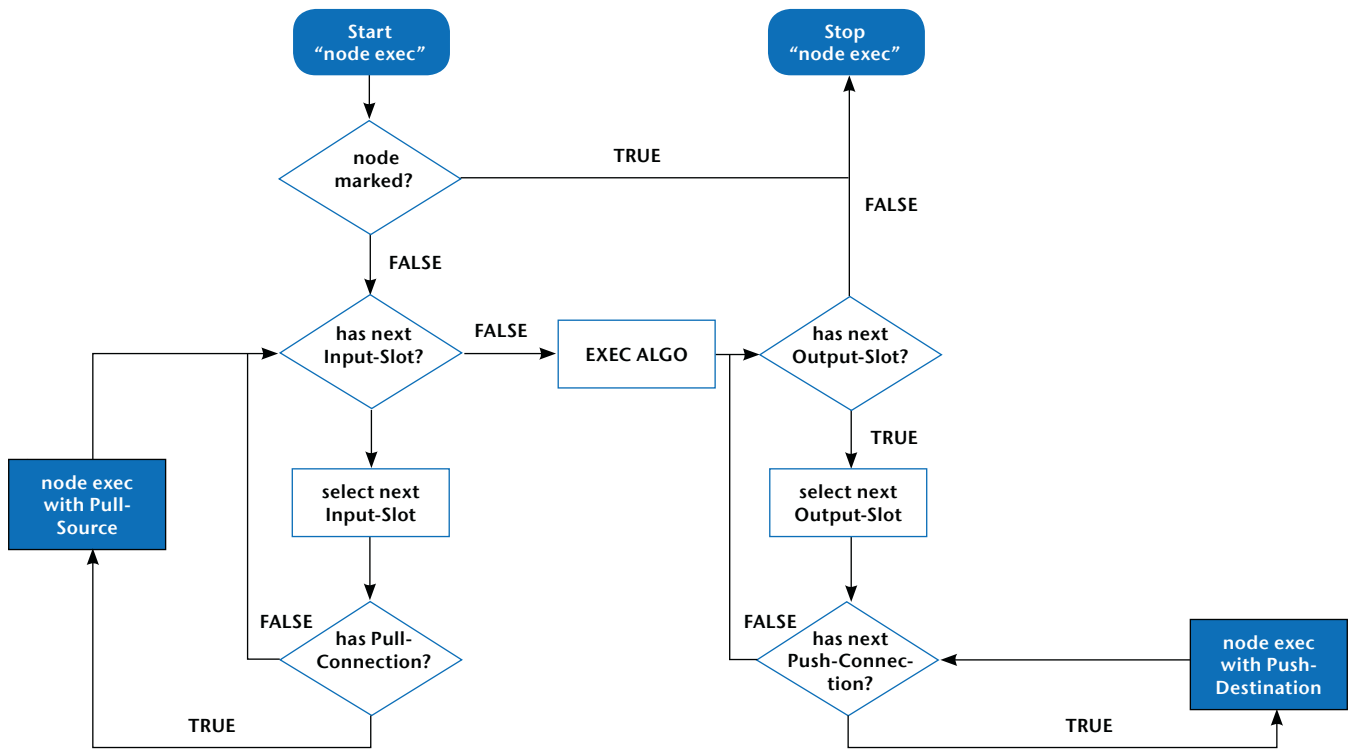 Start
“node exec”
Stop
“node exec”
node
marked?
TRUE
FALSE
FALSE
has next
Input-Slot?
FALSE
EXEC ALGO
has next
Output-Slot?
TRUE
node exec
with Pull-
Source
select next
Input-Slot
select next
Output-Slot
FALSE
has Pull-
Connection?
FALSE
has next
Push-Connec-
tion?
node exec
with Push-
Destination
TRUE
TRUE